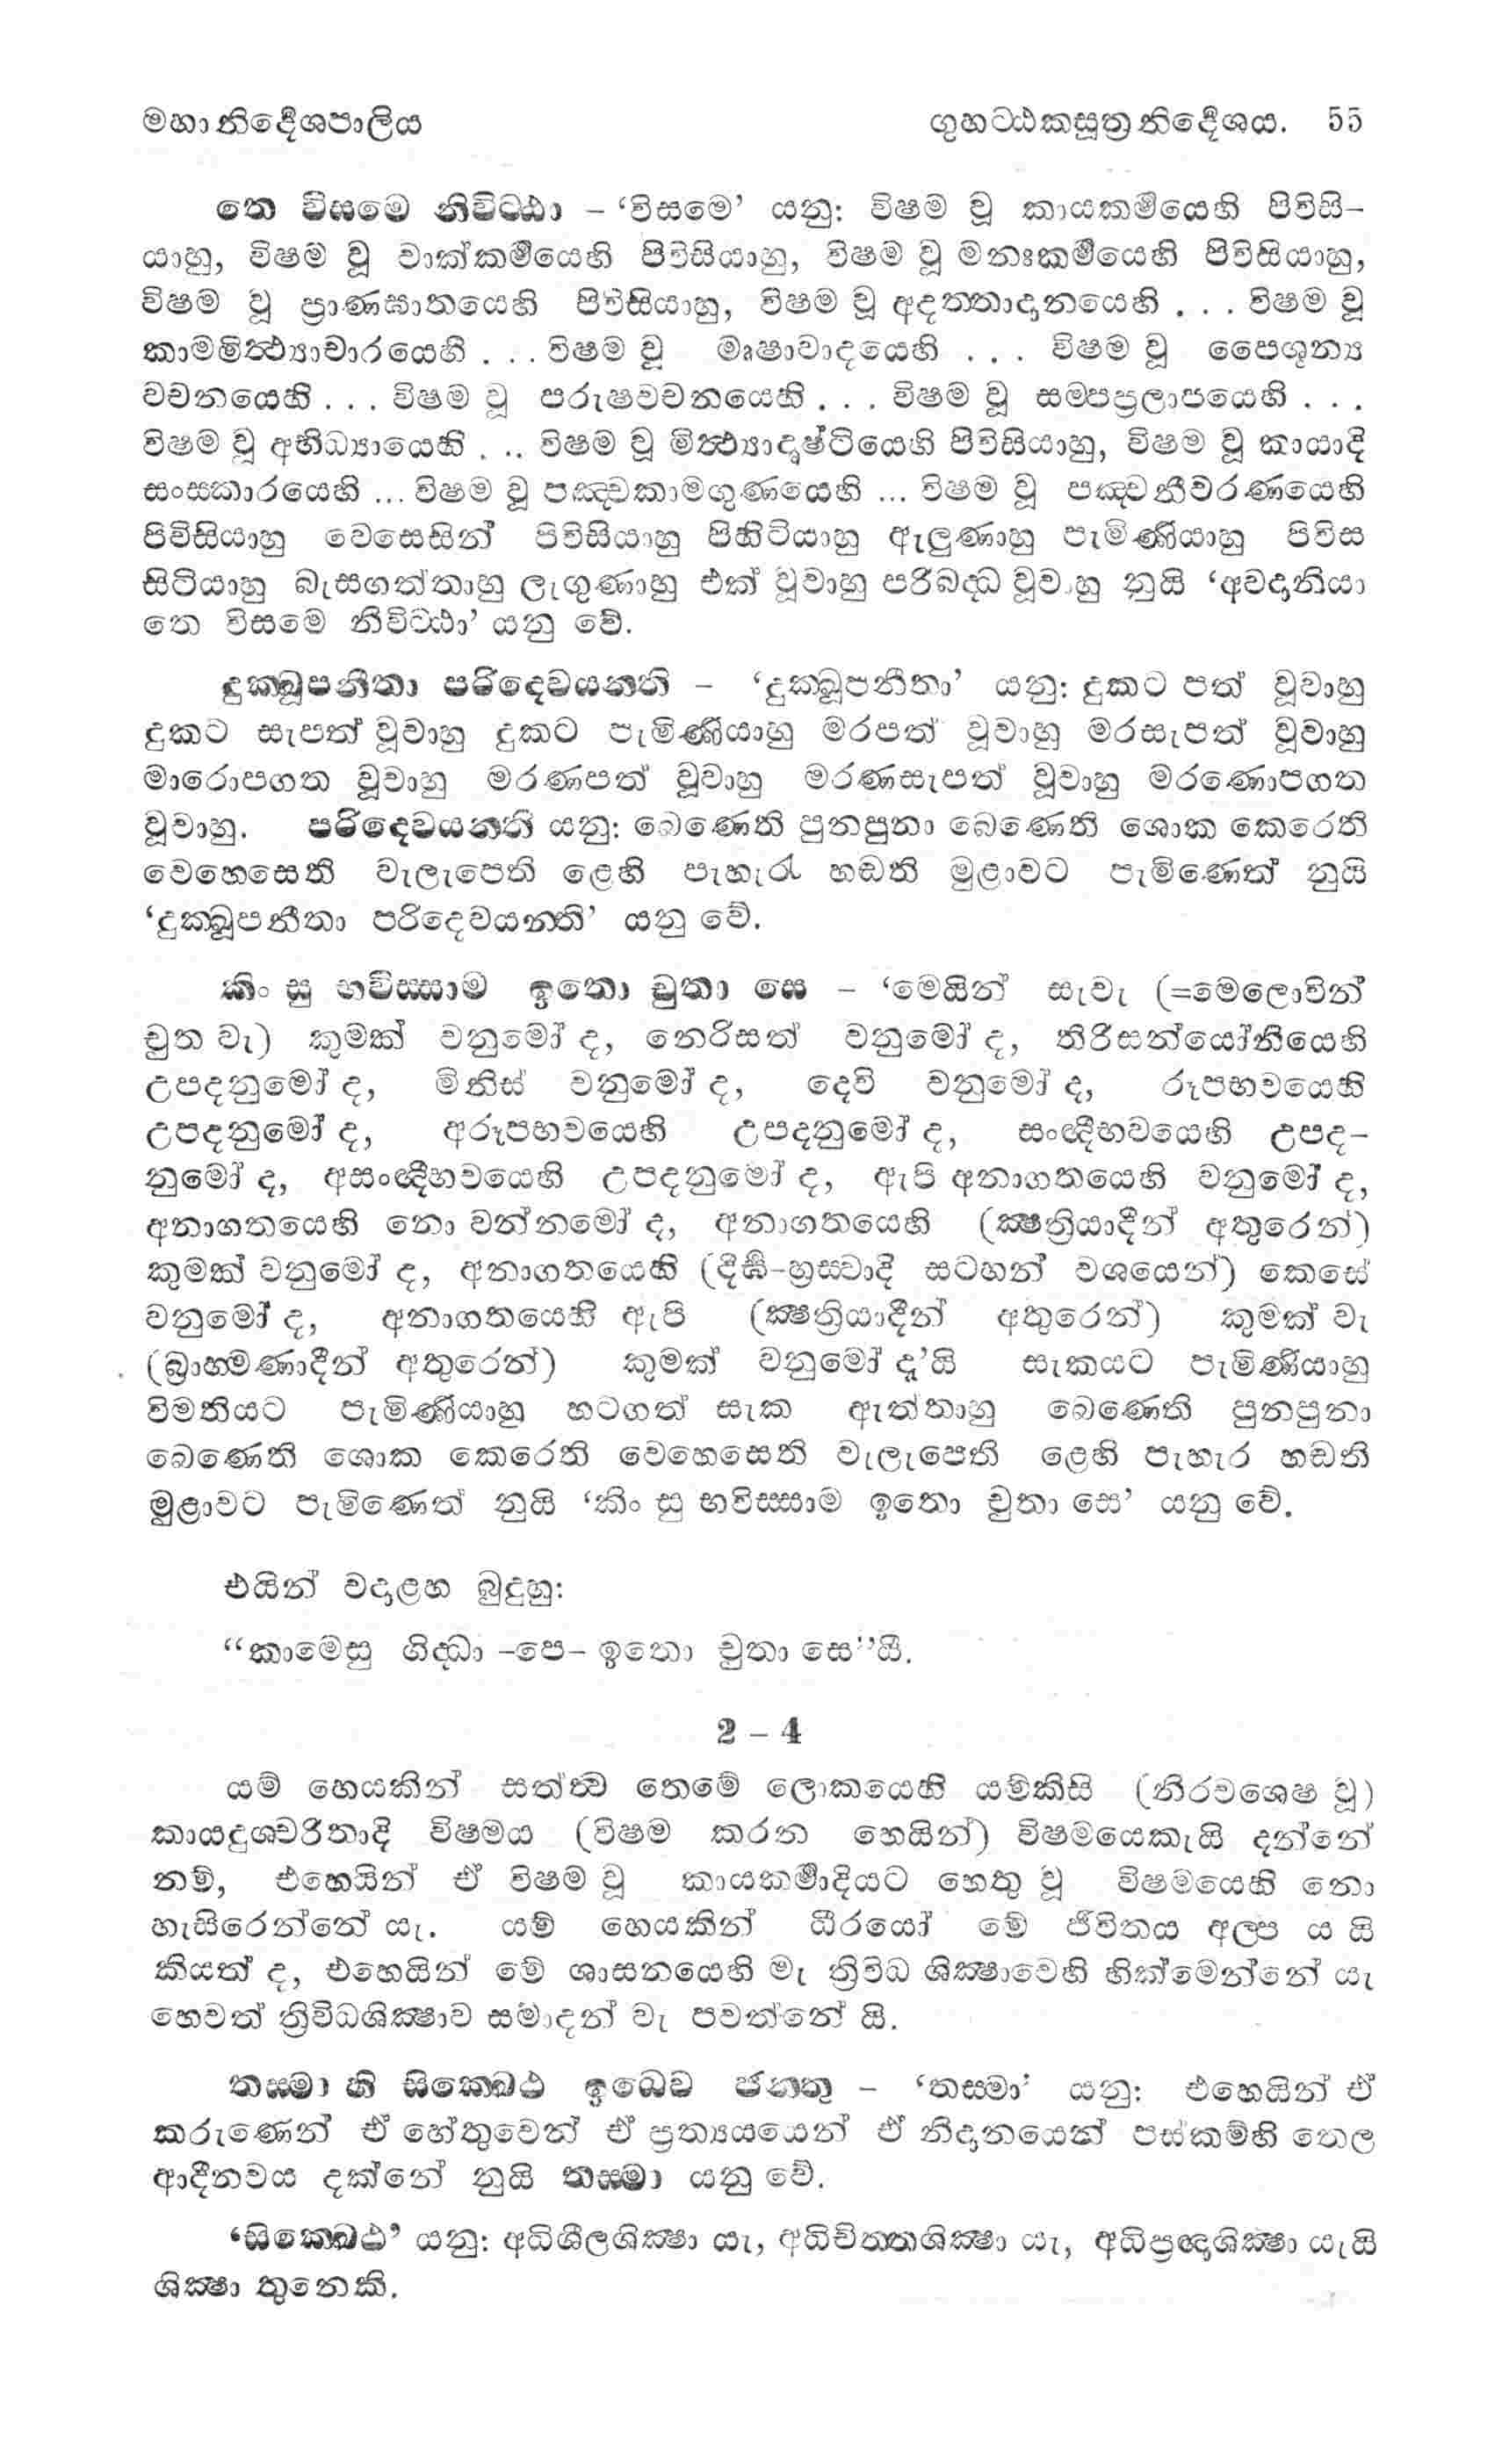 මහානිර්දේශපාලිය ගුහට්ඨකසූත්‍රනිර්දේශය. 55
තෙ විසමෙ නිවිට්ඨා – ‘විසමෙ’ යනු: විෂම වූ කායකර්මයෙහි පිවිසි–
යාහු, විෂම වූ වාක්කර්මයෙහි පිවිසියාහු, විෂම වූ මනඃකර්මයෙහි පිවිසියාහු,
විෂම වූ ප්‍රාණඝාතයෙහි පිවිසියාහු, විෂම වූ අදත්තාදානයෙහි . . . විෂම වූ
කාමමිත්ථ්‍යාචාරයෙහි . . . විෂම වූ මෘෂාවාදයෙහි . . . විෂම වූ පෛශුන්‍ය
වචනයෙහි . . . විෂම වූ පරුෂවචනයෙහි . . . විෂම වූ සම්පප්‍රලාපයෙහි . . .
විෂම වූ අභිධ්‍යායෙහි . .. විෂම වූ මිත්ථ්‍යාදෘෂ්ටියෙහි පිවිසියාහු, විෂම වූ කායාදි
සංස්කාරයෙහි ... විෂම වූ පඤ්චකාමගුණයෙහි ... විෂම වූ පඤ්චනීවරණයෙහි
පිවිසියාහු වෙසෙසින් පිවිසියාහු පිහිටියාහු ඇලුණාහු පැමිණියාහු පිවිස
සිටියාහු බැසගත්තාහු ලැගුණාහු එක් වූවාහු පරිබද්ධ වූවාහු නුයි ‘අවදානියා
තෙ විසමෙ නිවිට්ඨා’ යනු වේ.
දුක්ඛූපනීතා පරිදෙවයන්ති – ‘දුක්ඛූපනීතා’ යනු: දුකට පත් වූවාහු
දුකට සැපත් වූවාහු දුකට පැමිණියාහු මරපත් වූවාහු මරසැපත් වූවාහු
මාරොපගත වූවාහු මරණපත් වූවාහු මරණසැපත් වූවාහු මරණොපගත
වූවාහු. පරිදෙවයන්ති යනු: බෙණෙති පුනපුනා බෙණෙති ශොක කෙරෙති
වෙහෙසෙති වැලැපෙති ළෙහි පැහැර හඬති මුළාවට පැමිණෙත් නුයි
‘දුක්ඛූපනීතා පරිදෙවයන්ති’ යනු වේ.
කිං සු භවිස්සාම ඉතො චුතා සෙ – ‘මෙයින් සැවැ (=මෙලොවින්
චුත වැ) කුමක් වනුමෝ ද, නෙරිසත් වනුමෝ ද, තිරිසන්යෝනියෙහි
උපදනුමෝ ද, මිනිස් වනුමෝ ද, දෙව් වනුමෝ ද, රූපභවයෙහි
උපදනුමෝ ද, අරූපභවයෙහි උපදනුමෝ ද, සංඥීභවයෙහි උපද–
නුමෝ ද, අසංඥීභවයෙහි උපදනුමෝ ද, ඇපි අනාගතයෙහි වනුමෝ ද,
අනාගතයෙහි නො වන්නමෝ ද, අනාගතයෙහි (ක්‍ෂත්‍රියාදීන් අතුරෙන්)
කුමක් වනුමෝ ද, අනාගතයෙහි (දීර්ඝ–හ්‍රස්වාදි සටහන් වශයෙන්) කෙසේ
වනුමෝ ද, අනාගතයෙහි ඇපි (ක්‍ෂත්‍රියාදීන් අතුරෙන්) කුමක් වැ
(බ්‍රාහ්මණාදීන් අතුරෙන්) කුමක් වනුමෝ දැ’යි සැකයට පැමිණියාහු
විමතියට පැමිණියාහු හටගත් සැක ඇත්තාහු බෙණෙති පුනපුනා
බෙණෙති ශොක කෙරෙති වෙහෙසෙති වැලැපෙති ළෙහි පැහැර හඬති
මුළාවට පැමිණෙත් නුයි ‘කිං සු භවිස්සාම ඉතො චුතා සෙ’ යනු වේ.
එයින් වදාළහ බුදුහු:
“කාමෙසු ගිද්ධා –පෙ– ඉතො චුතා සෙ”යී.
2 – 4
යම් හෙයකින් සත්ත්ව තෙමේ ලොකයෙහි යම්කිසි (නිරවශෙෂ වූ)
කායදුශ්චරිතාදි විෂමය (විෂම කරන හෙයින්) විෂමයෙකැයි දන්නේ
නම්, එහෙයින් ඒ විෂම වූ කායකර්මාදියට හෙතු වූ විෂමයෙහි නො
හැසිරෙන්නේ යැ. යම් හෙයකින් ධීරයෝ මේ ජීවිතය අල්ප ය යි
කියත් ද, එහෙයින් මේ ශාසනයෙහි මැ ත්‍රිවිධ ශික්‍ෂාවෙහි හික්මෙන්නේ යැ
හෙවත් ත්‍රිවිධශික්‍ෂාව සමාදන් වැ පවත්නේ යි.
තස්මා හි සික්ඛෙථ ඉධෙව ජන්තු – ‘තස්මා’ යනු: එහෙයින් ඒ
කරුණෙන් ඒ හේතුවෙන් ඒ ප්‍රත්‍යයයෙන් ඒ නිදානයෙන් පස්කම්හි තෙල
ආදීනවය දක්නේ නුයි තස්මා යනු වේ.
‘සික්ඛෙථ’ යනු: අධිශීලශික්‍ෂා යැ, අධිචිත්තශික්‍ෂා යැ, අධිප්‍රඥාශික්‍ෂා යැයි
ශික්‍ෂා තුනෙකි.